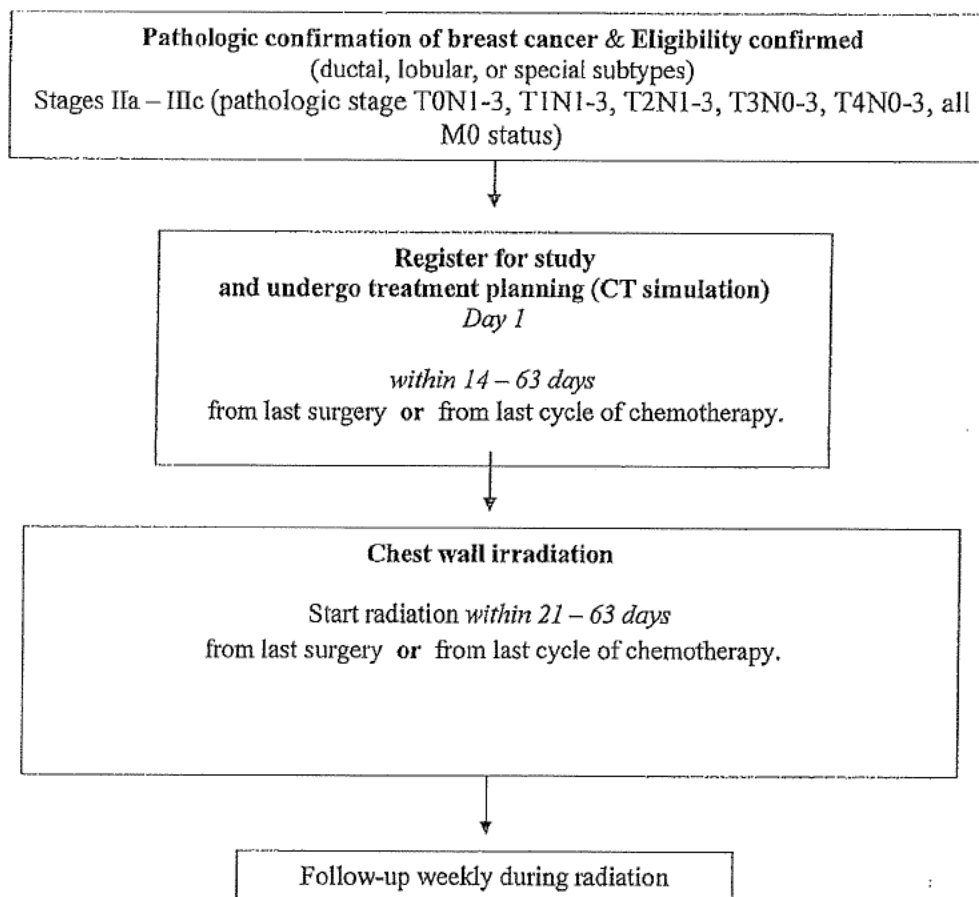 Pathologic confirmation of breast cancer & Eligibility confirmed
(ductal, lobular, or special subtypes)
Stages IIa – IIIc (pathologic stage T0N1-3, T1N1-3, T2N1-3, T3N0-3, T4N0-3, all
M0 status)
Register for study
and undergo treatment planning (CT simulation)
Day 1
within 14 – 63 days
from last surgery or from last cycle of chemotherapy.
Chest wall irradiation
Start radiation within 21 – 63 days
from last surgery or from last cycle of chemotherapy.
Follow-up weekly during radiation